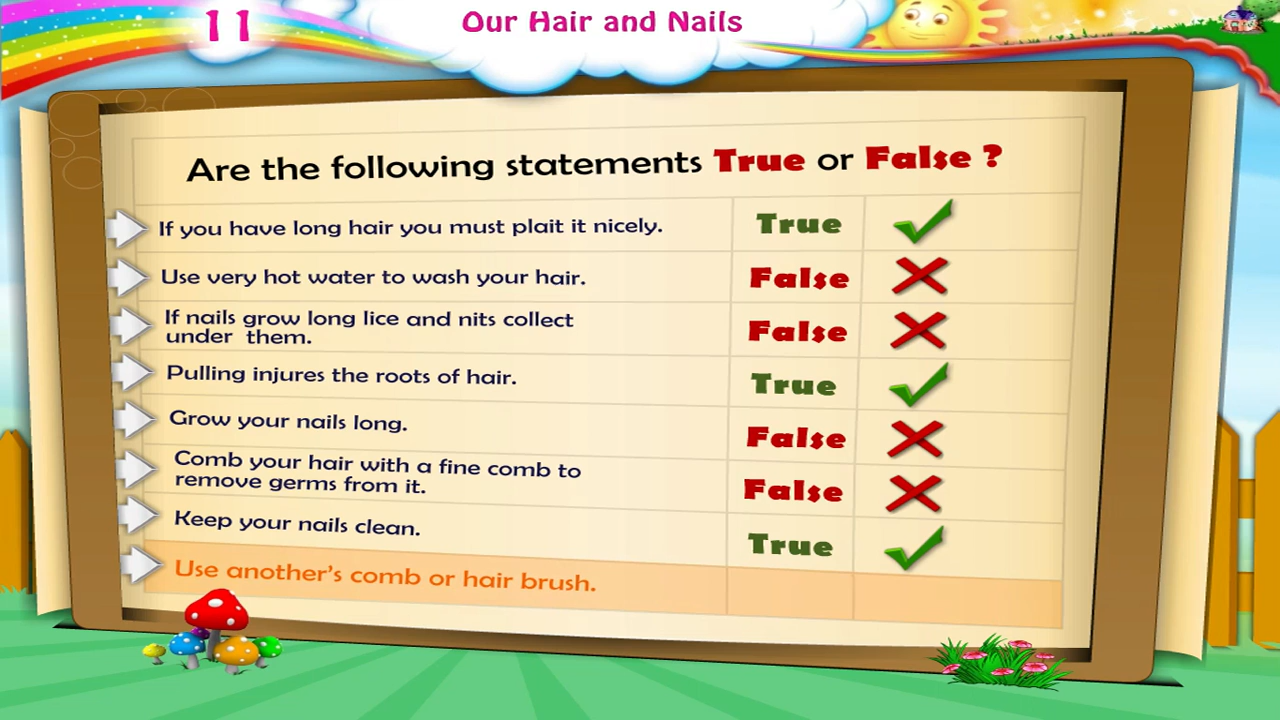 11
Our Hair and Nails
Are the following statements True or False ?
If you have long hair you must plait it nicely. True
Use very hot water to wash your hair. False
If nails grow long lice and nits collect
under them. False
Pulling injures the roots of hair. True
Grow your nails long. False
Comb your hair with a fine comb to
remove germs from it. False
Keep your nails clean. True
Use another's comb or hair brush.